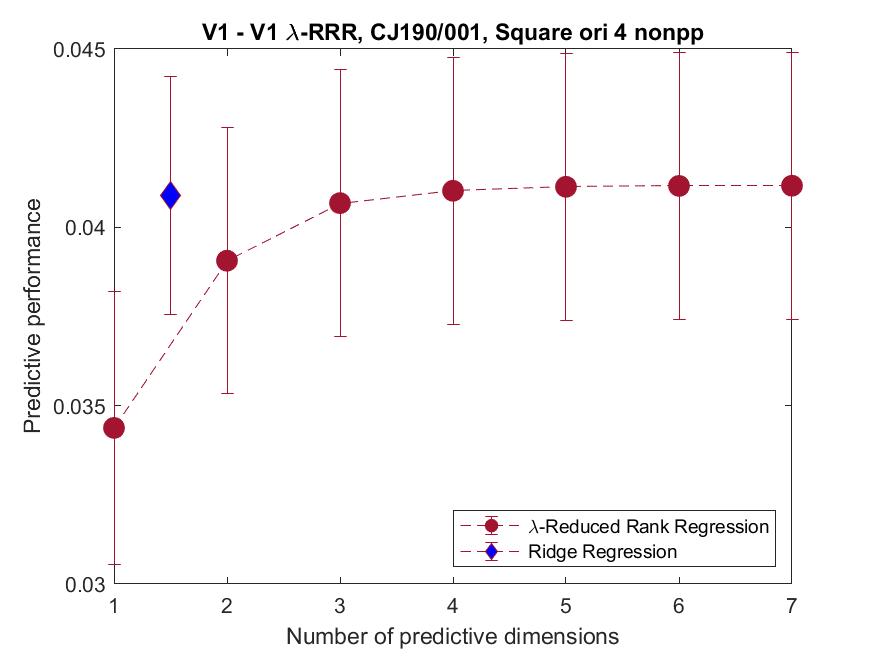 V1 - V1 λ-RRR, CJ190/001, Square ori 4 nonpp
0.045
0.04
0.035
0.03
Predictive performance
λ-Reduced Rank Regression
Ridge Regression
1 2 3 4 5 6 7
Number of predictive dimensions